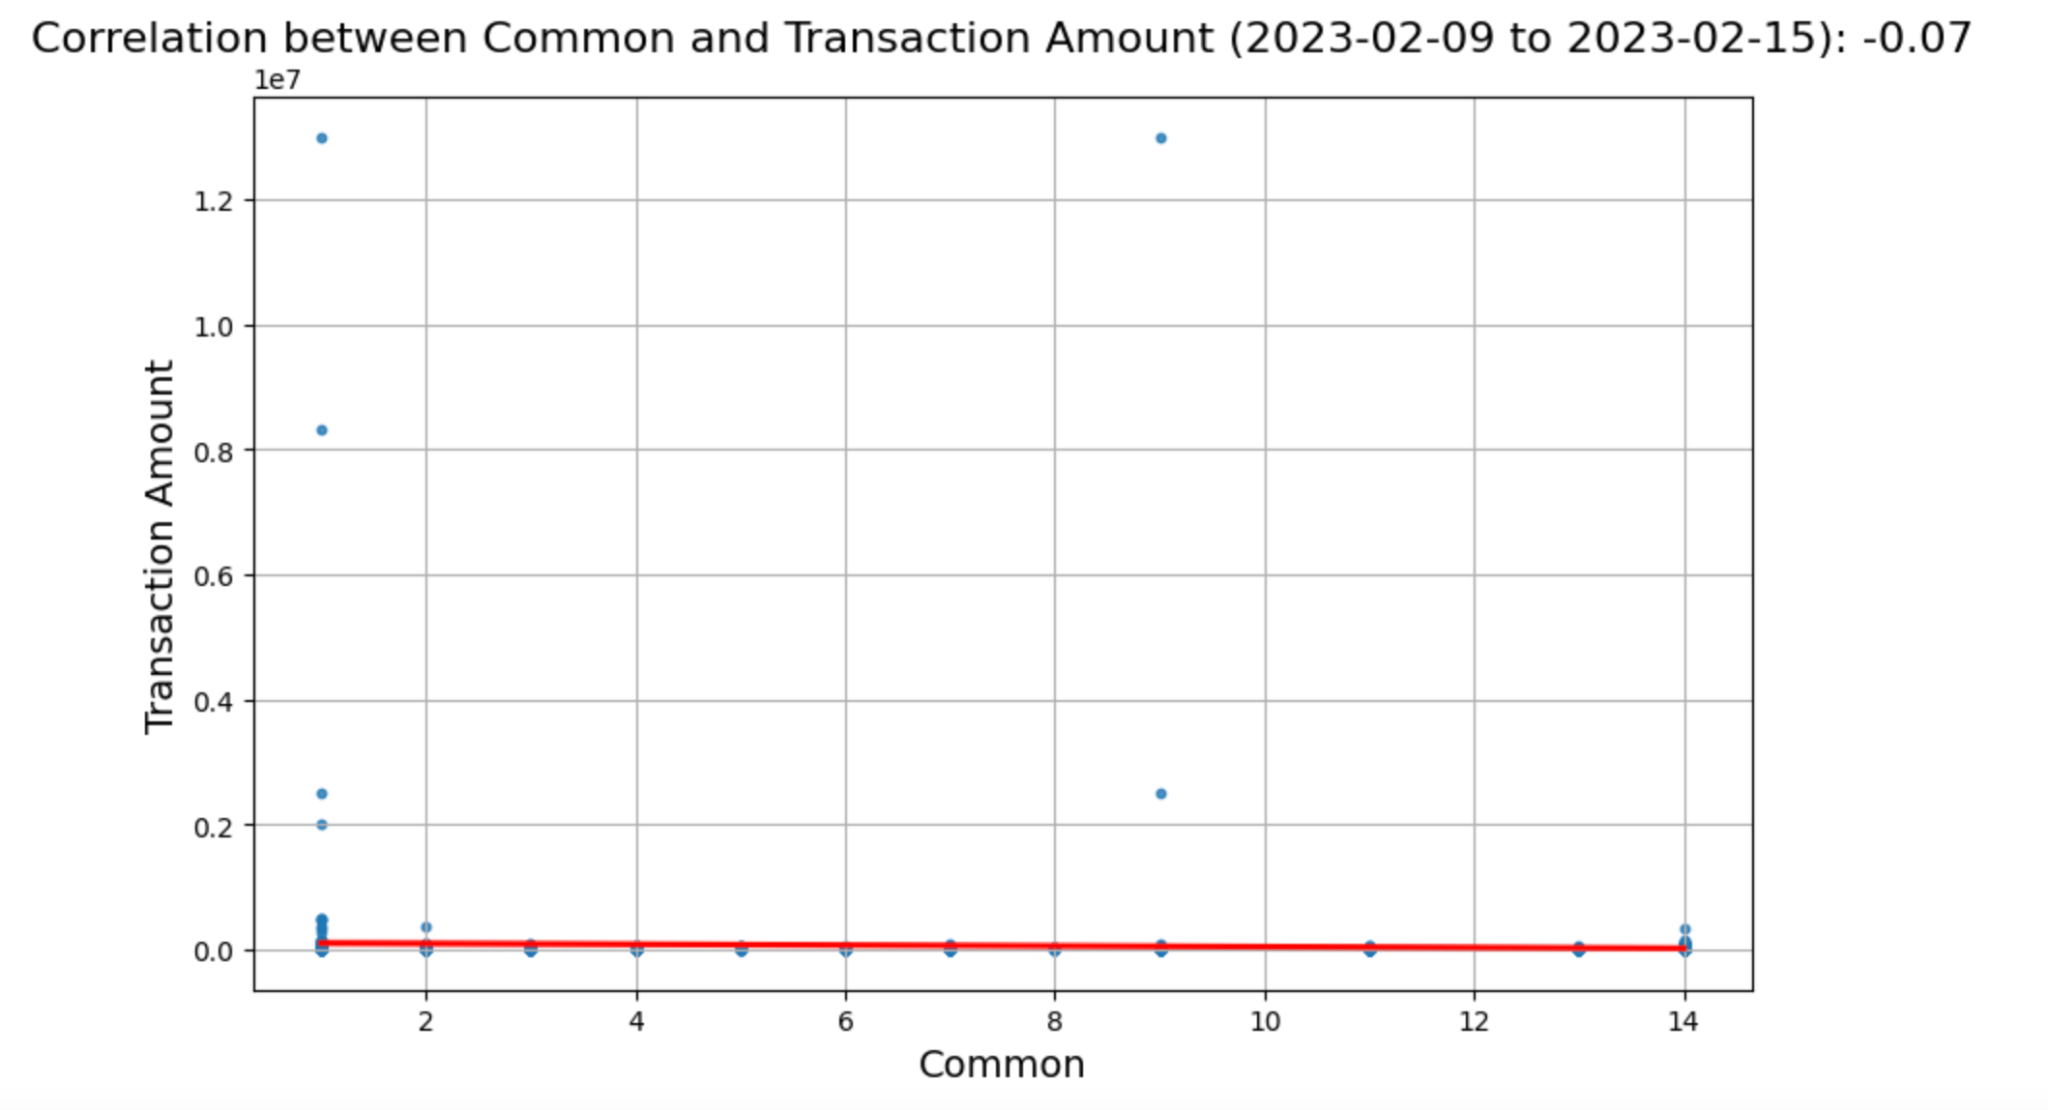 Correlation between Common and Transaction Amount (2023-02-09 to 2023-02-15): -0.07
1e7
1.2
1.0
0.8
0.6
0.4
0.2
0.0
Transaction Amount
2 4 6 8 10 12 14
Common